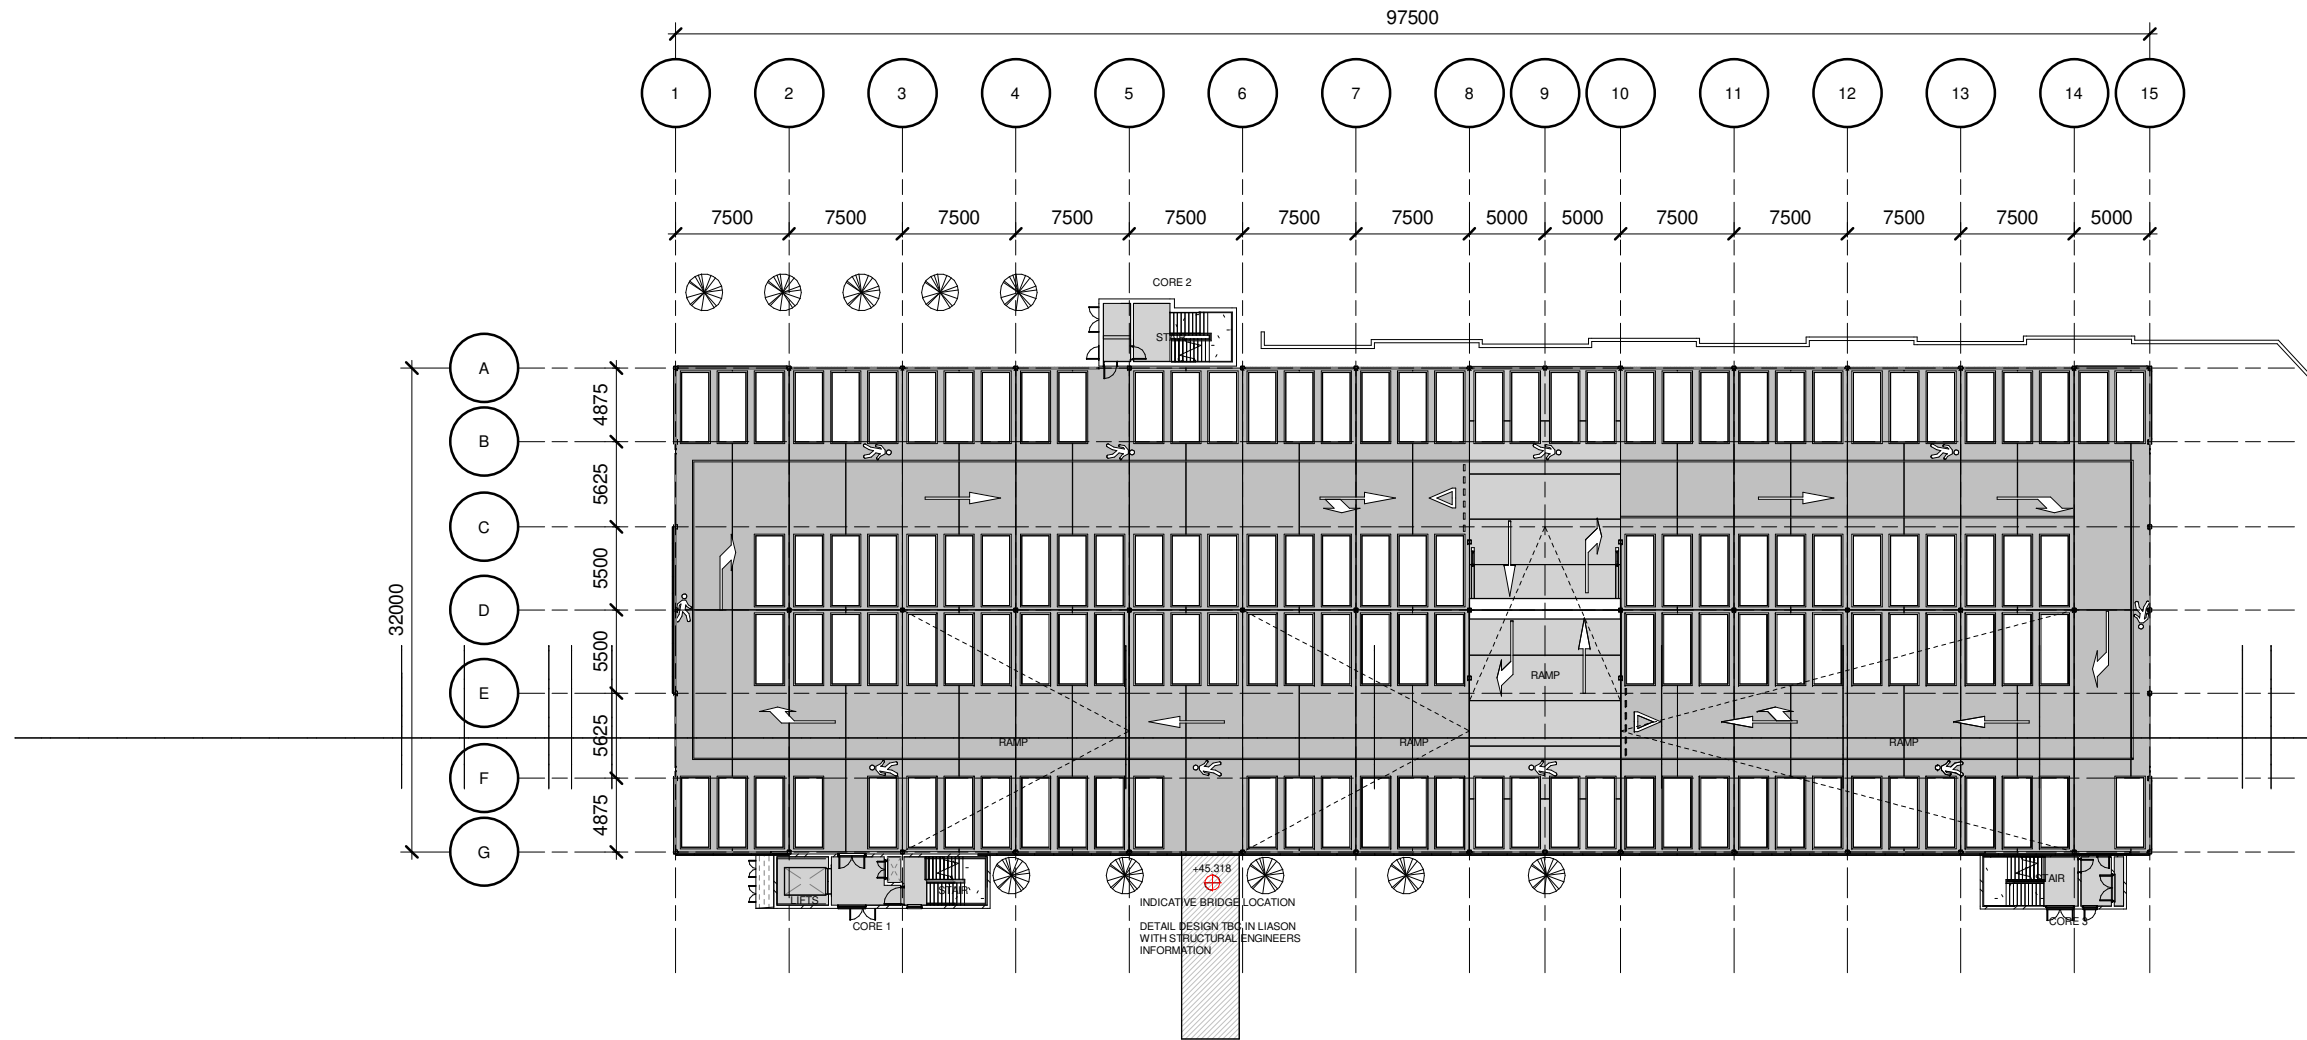 97500
1 2 3 4 5 6 7 8 9 10 11 12 13 14 15
7500 7500 7500 7500 7500 7500 7500 5000 5000 7500 7500 7500 7500 5000
CORE 2
STAIR
A
4875
B
5625
C
5500
D
32000
5500
E
RAMP
5625
RAMP RAMP RAMP
F
4875
G
+45.318
STAIR
STAIR
LIFTS
INDICATIVE BRIDGE LOCATION
CORE 1
CORE 3
DETAIL DESIGN TBC IN LIASON
WITH STRUCTURAL ENGINEERS
INFORMATION